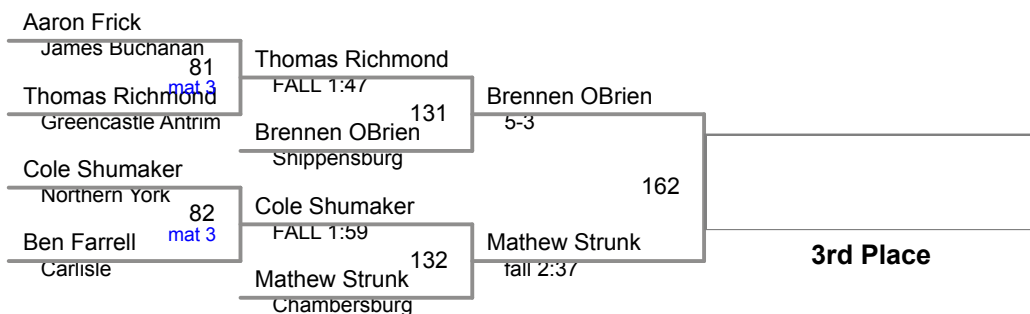 Aaron Frick
James Buchanan
81
mat 3
Thomas Richmond
Greencastle Antrim
Cole Shumaker
Northern York
82
mat 3
Ben Farrell
Carlisle
Thomas Richmond
FALL 1:47
131
Brennen OBrien
Shippensburg
Cole Shumaker
FALL 1:59
132
Mathew Strunk
Chambersburg
Brennen OBrien
5-3
162
Mathew Strunk
fall 2:37
3rd Place